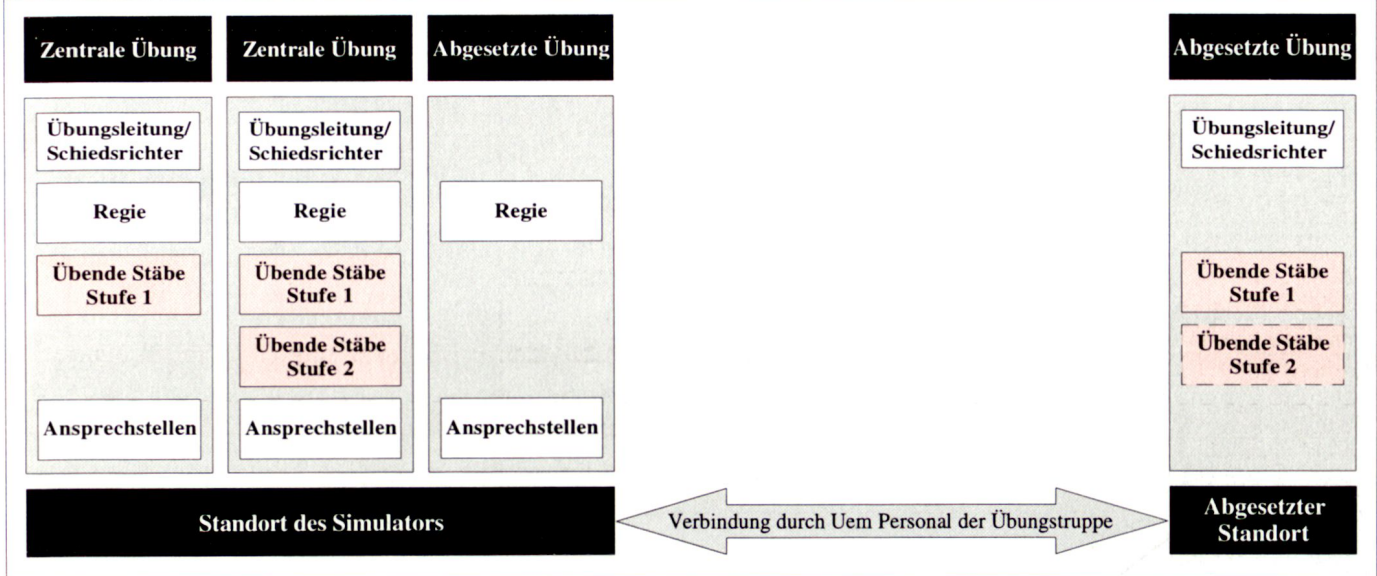 Zentrale Übung
Zentrale Übung
Abgesetzte Übung
Abgesetzte Übung
Übungsleitung/
Schiedsrichter
Regie
Übende Stäbe
Stufe 1
Ansprechstellen
Übungsleitung/
Schiedsrichter
Regie
Übende Stäbe
Stufe 1
Übende Stäbe
Stufe 2
Ansprechstellen
Regie
Ansprechstellen
Übungsleitung/
Schiedsrichter
Übende Stäbe
Stufe 1
Übende Stäbe
Stufe 2
Standort des Simulators
Verbindung durch Uem Personal der Übungstruppe
Abgesetzter
Standort